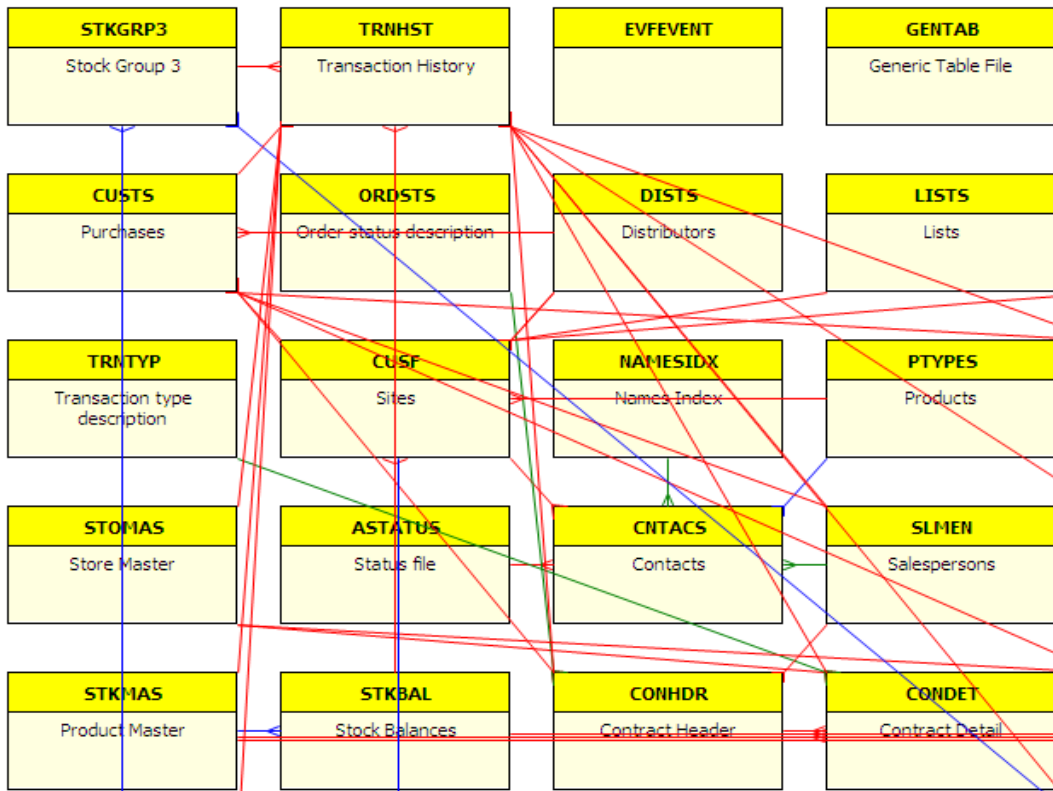 STKGRP3
Stock Group 3
TRNHST
Transaction History
EVFEVENT
GENTAB
Generic Table File
CUSTS
Purchases
ORDSTS
Order status description
DISTS
Distributors
LISTS
Lists
TRNTYP
Transaction type
description
CUSF
Sites
NAMESIDX
Names Index
PTYPES
Products
STOMAS
Store Master
ASTATUS
Status file
CNTACS
Contacts
SLMEN
Salespersons
STKMAS
Product Master
STKBAL
Stock Balances
CONHDR
Contract Header
CONDET
Contract Detail